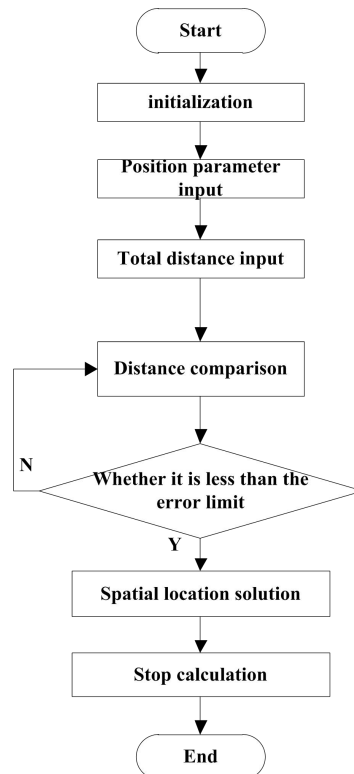 Start
initialization
Position parameter
input
Total distance input
Distance comparison
N
Whether it is less than the
error limit
Y
Spatial location solution
Stop calculation
End